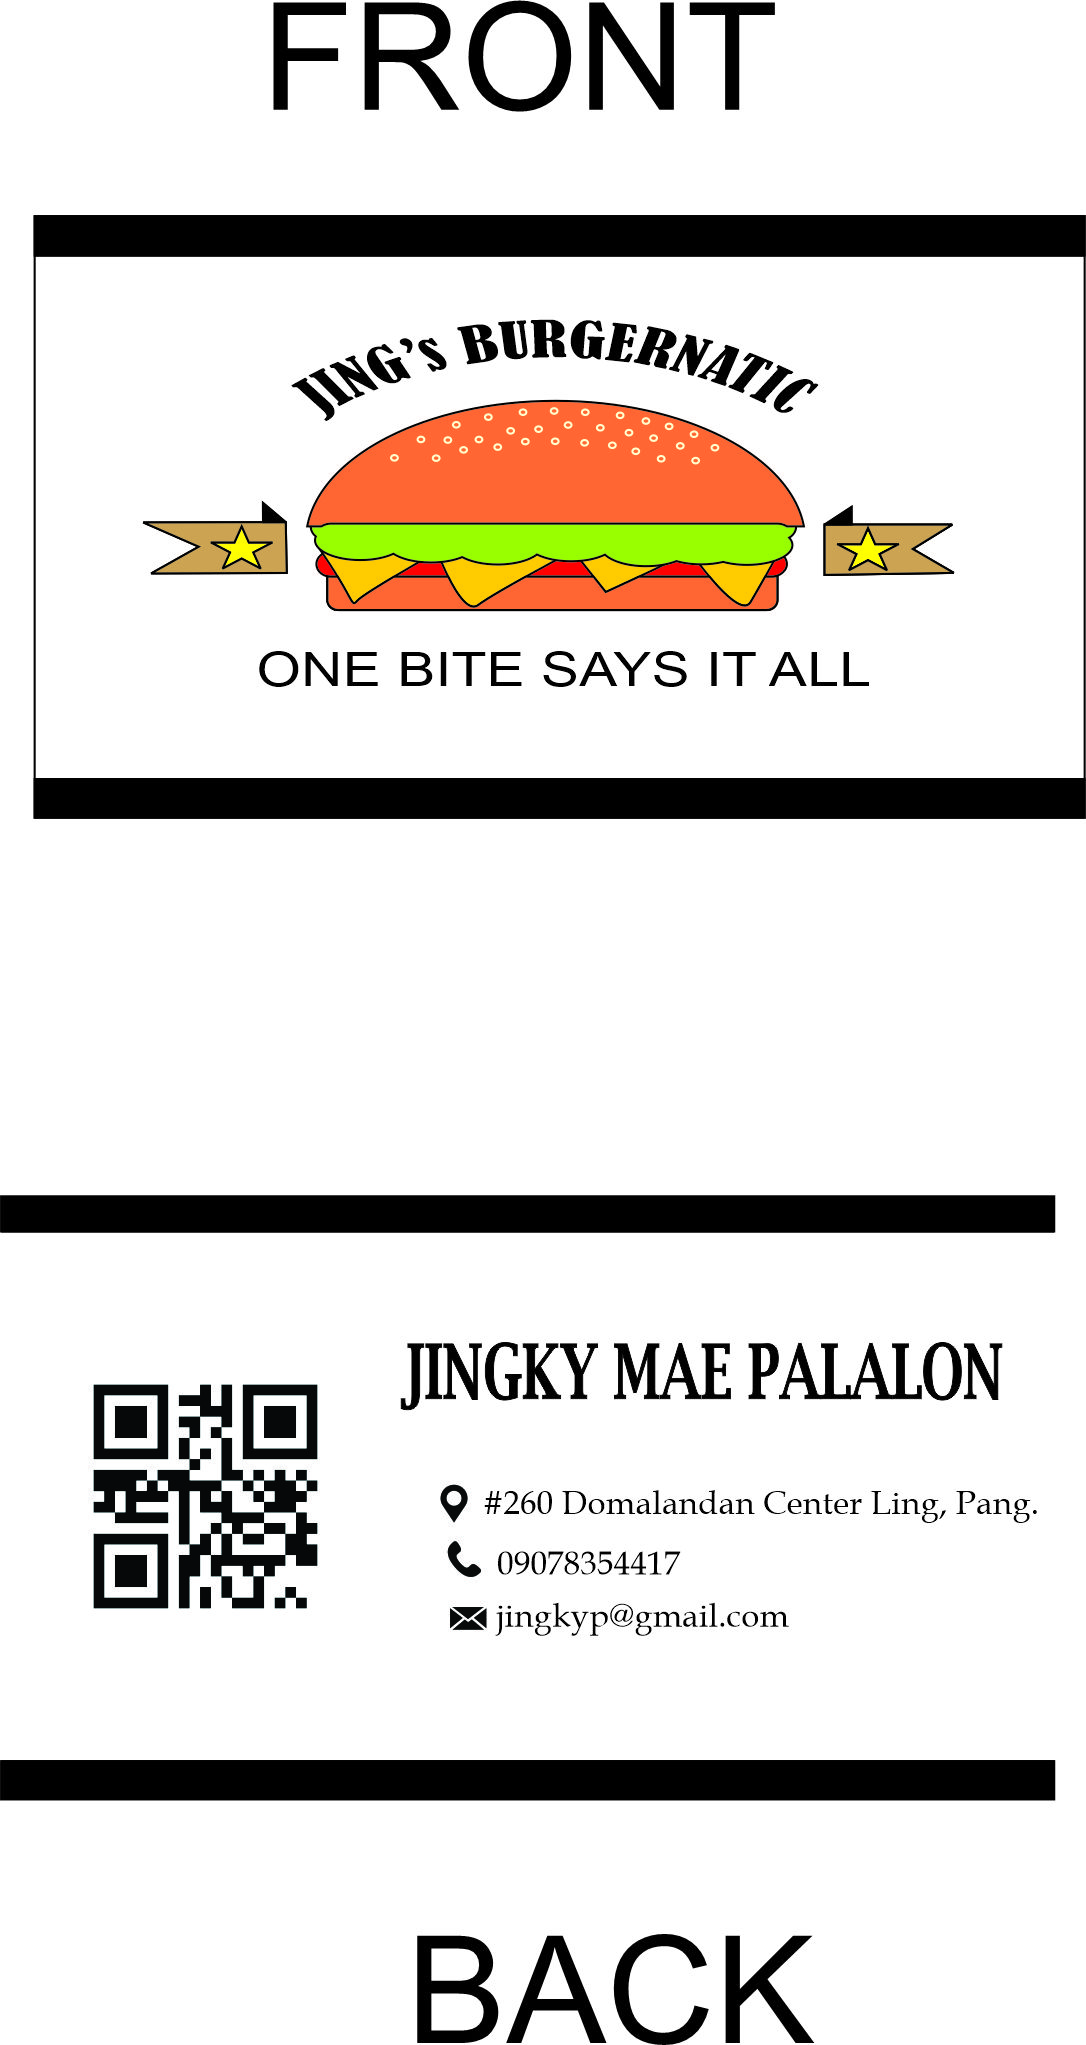 FRONT
JING'S BURGERNATIC
ONE BITE SAYS IT ALL
JINGKY MAE PALALON
#260 Domalandan Center Ling, Pang.
09078354417
jingkyp@gmail.com
BACK